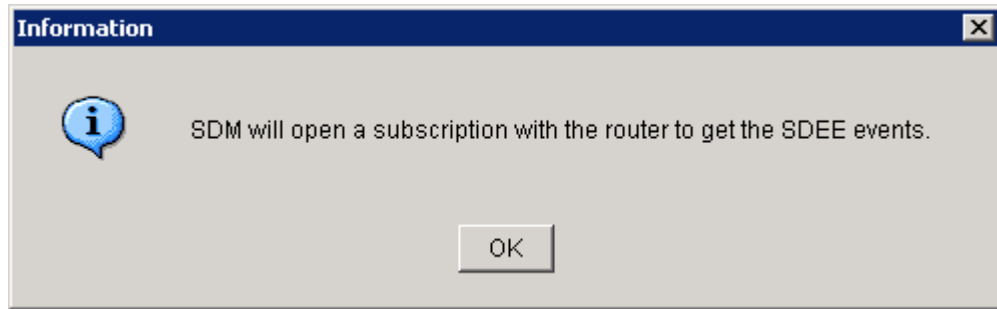 Information
SDM will open a subscription with the router to get the SDEE events.
OK